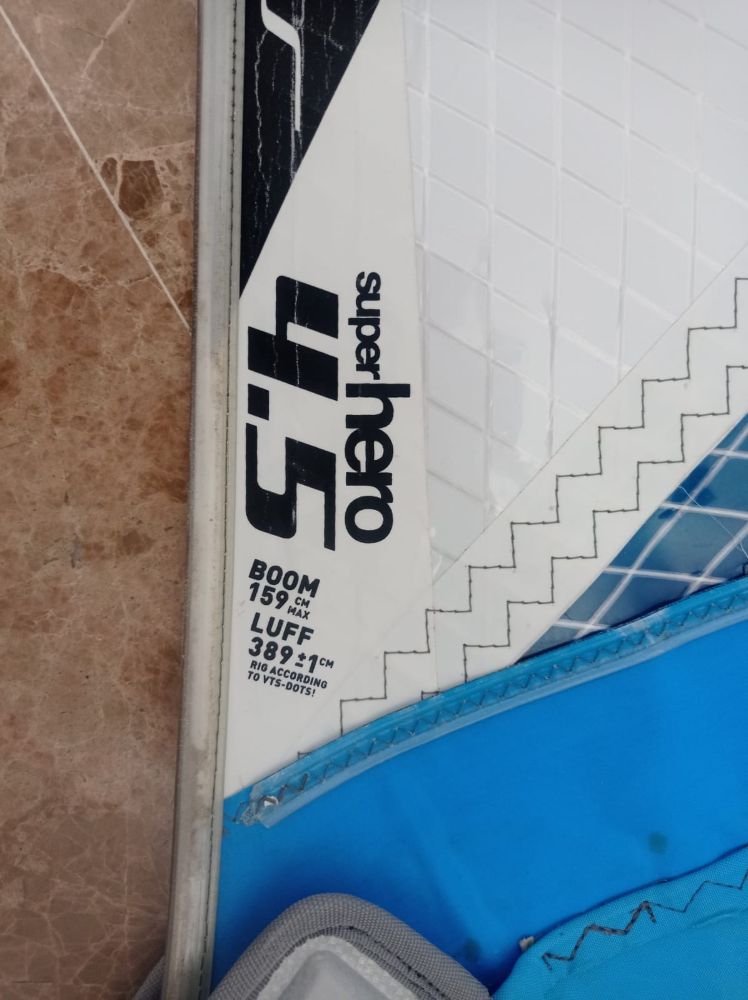 super hero
4.5
BOOM
159 CM MAX
LUFF
389 ±1 CM
RIG ACCORDING
TO VTS-DOTS!